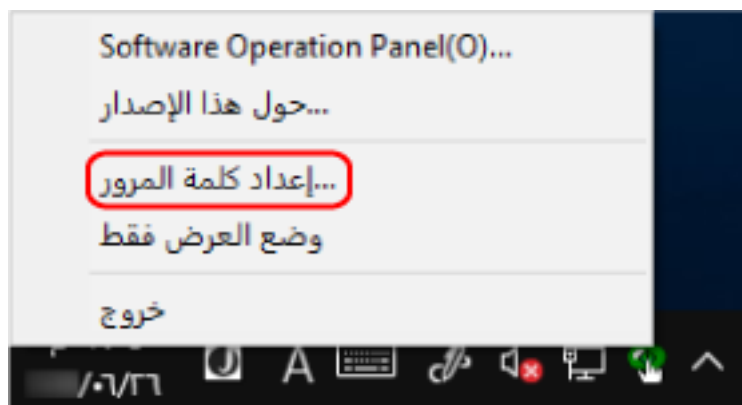 Software Operation Panel(O)...
حول هذا الإصدار...
إعداد كلمة المرور...
وضع العرض فقط
خروج
A
/٠٦/٢٦